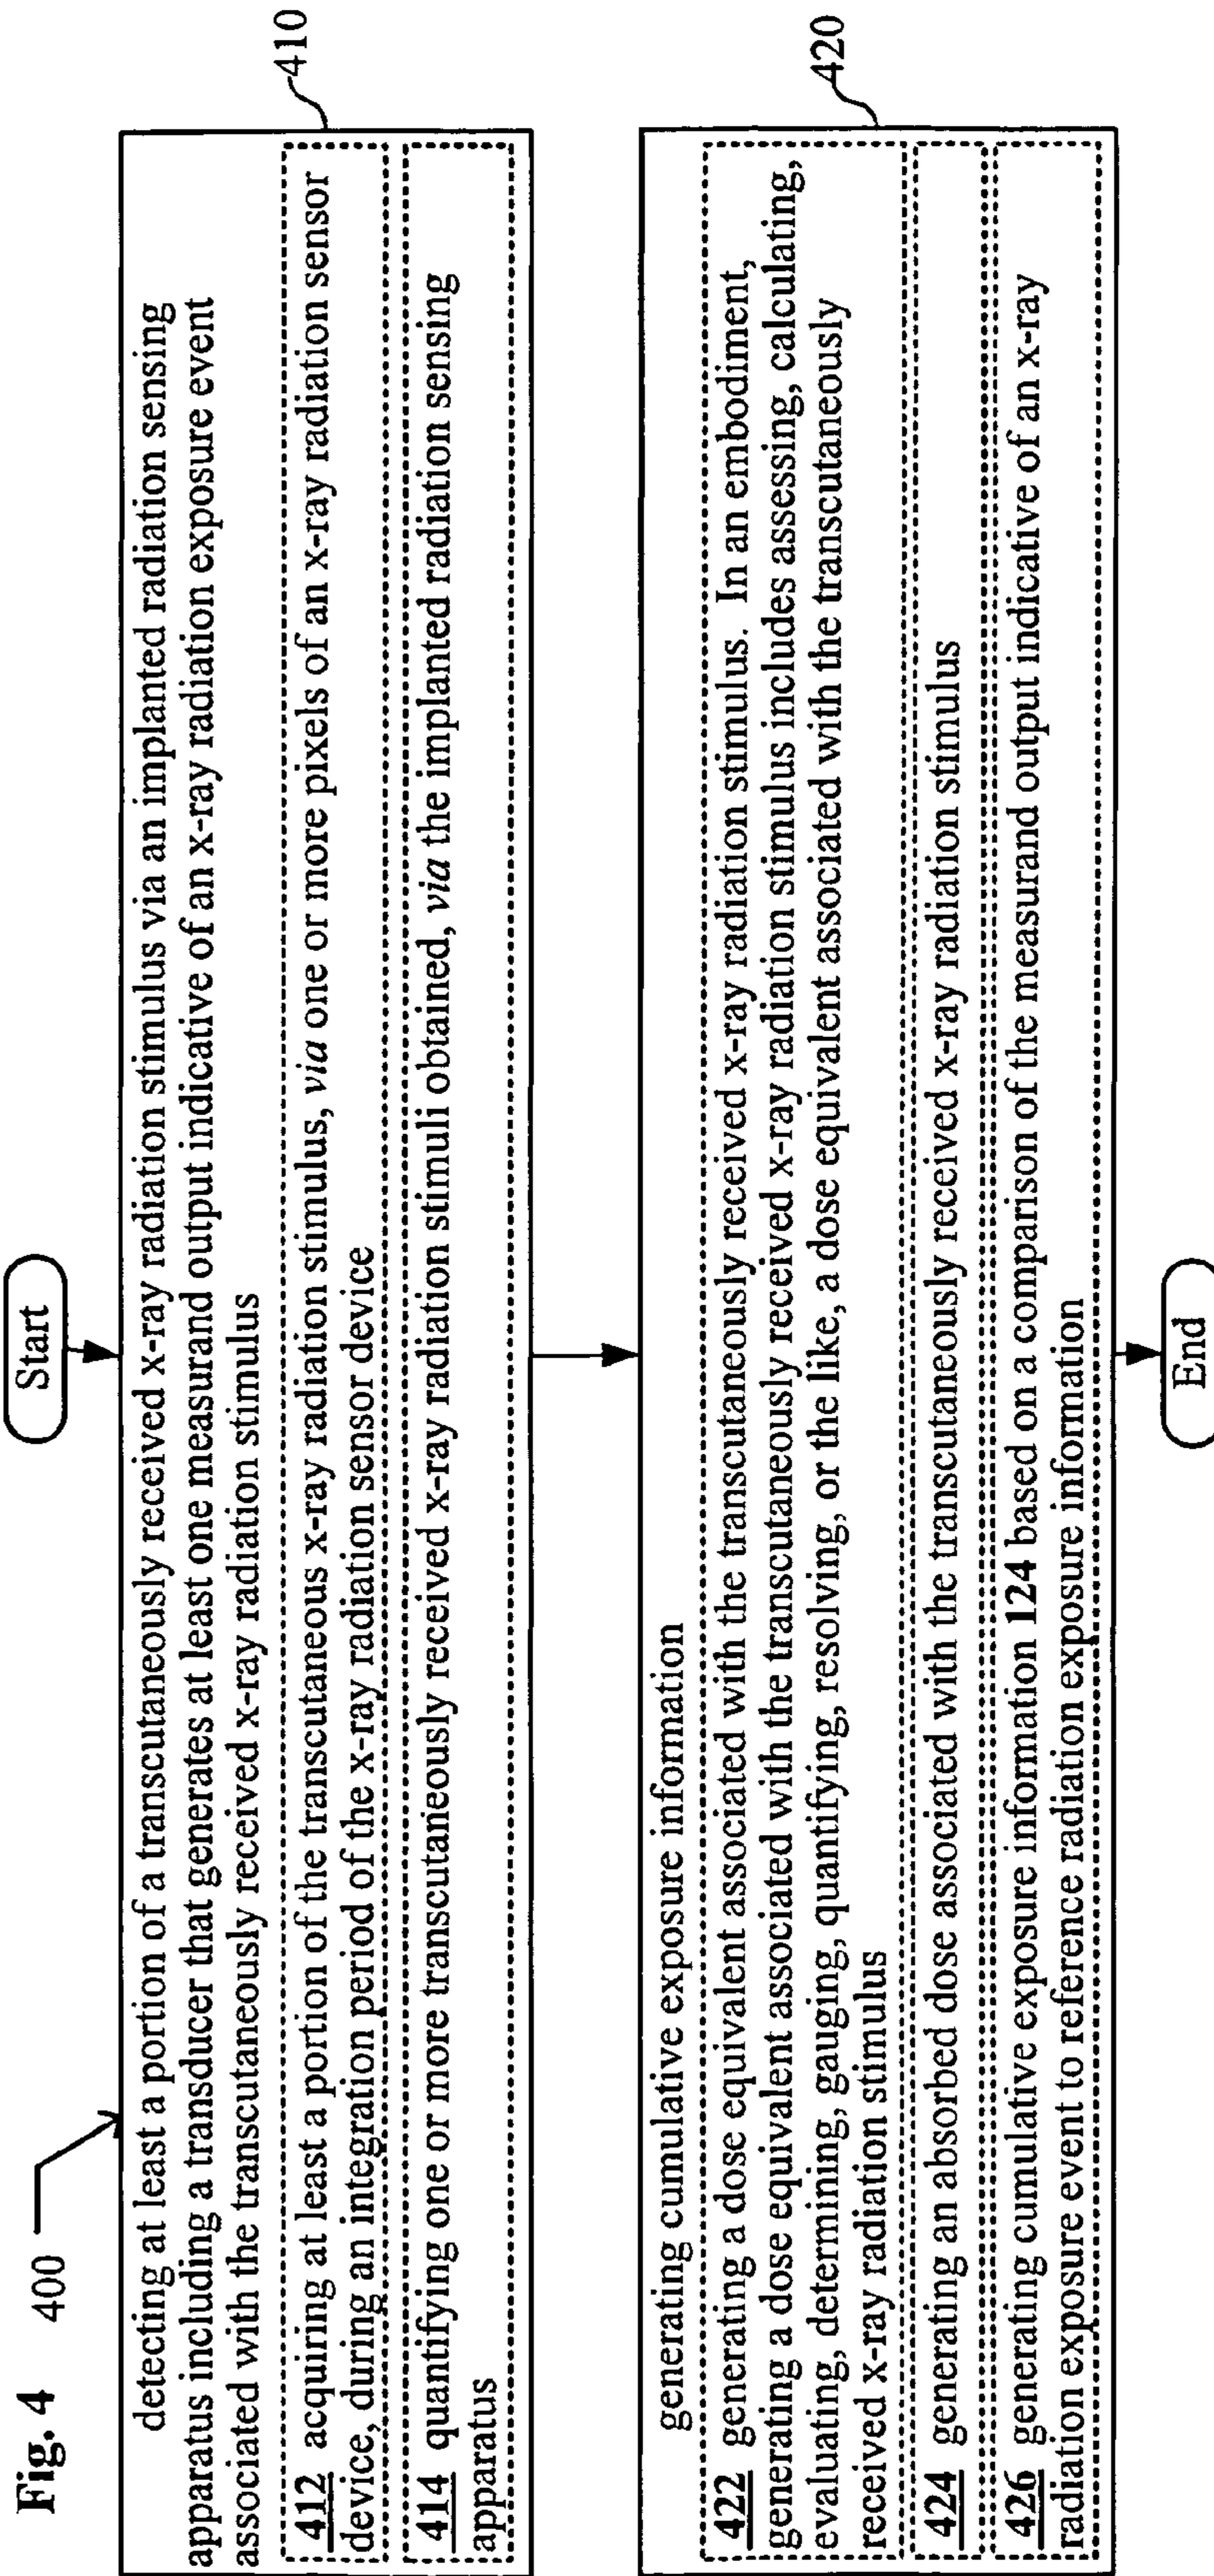 Fig. 4
400
Start
detecting at least a portion of a transcutaneously received x-ray radiation stimulus via an implanted radiation sensing
apparatus including a transducer that generates at least one measurand output indicative of an x-ray radiation exposure event
associated with the transcutaneously received x-ray radiation stimulus
410
412 acquiring at least a portion of the transcutaneous x-ray radiation stimulus, via one or more pixels of an x-ray radiation sensor
device, during an integration period of the x-ray radiation sensor device
414 quantifying one or more transcutaneously received x-ray radiation stimuli obtained, via the implanted radiation sensing
apparatus
generating cumulative exposure information
420
422 generating a dose equivalent associated with the transcutaneously received x-ray radiation stimulus. In an embodiment,
generating a dose equivalent associated with the transcutaneously received x-ray radiation stimulus includes assessing, calculating,
evaluating, determining, gauging, quantifying, resolving, or the like, a dose equivalent associated with the transcutaneously
received x-ray radiation stimulus
424 generating an absorbed dose associated with the transcutaneously received x-ray radiation stimulus
426 generating cumulative exposure information 124 based on a comparison of the measurand output indicative of an x-ray
radiation exposure event to reference radiation exposure information
End